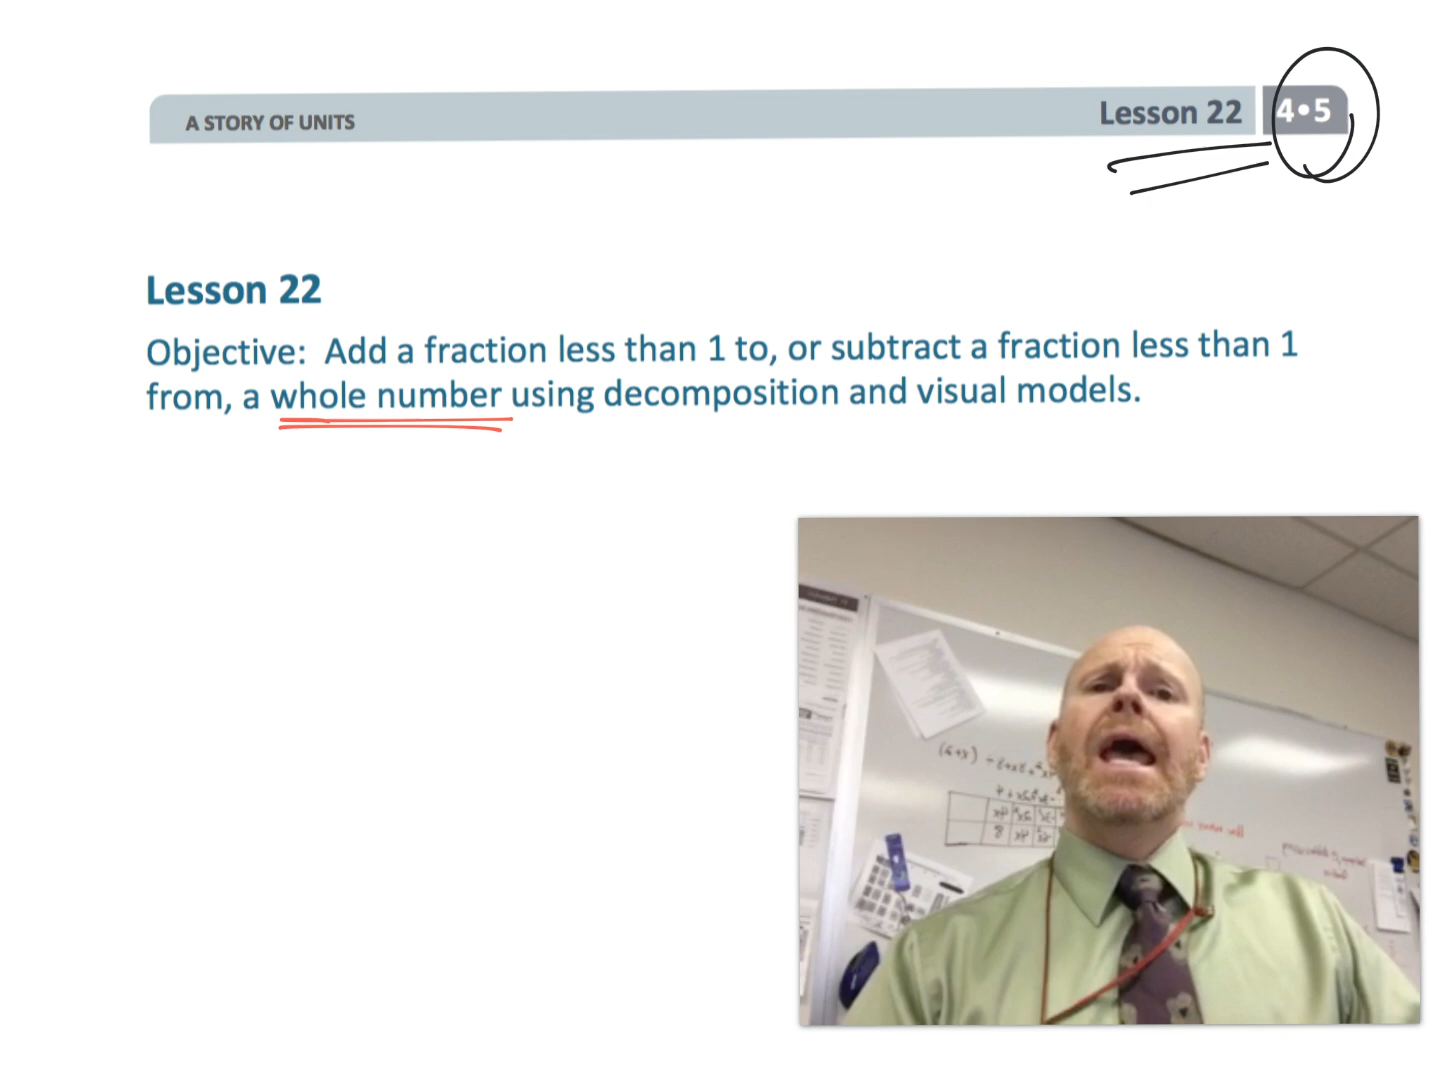 A STORY OF UNITS
Lesson 22
4•5
Lesson 22
Objective: Add a fraction less than 1 to, or subtract a fraction less than 1
from, a whole number using decomposition and visual models.